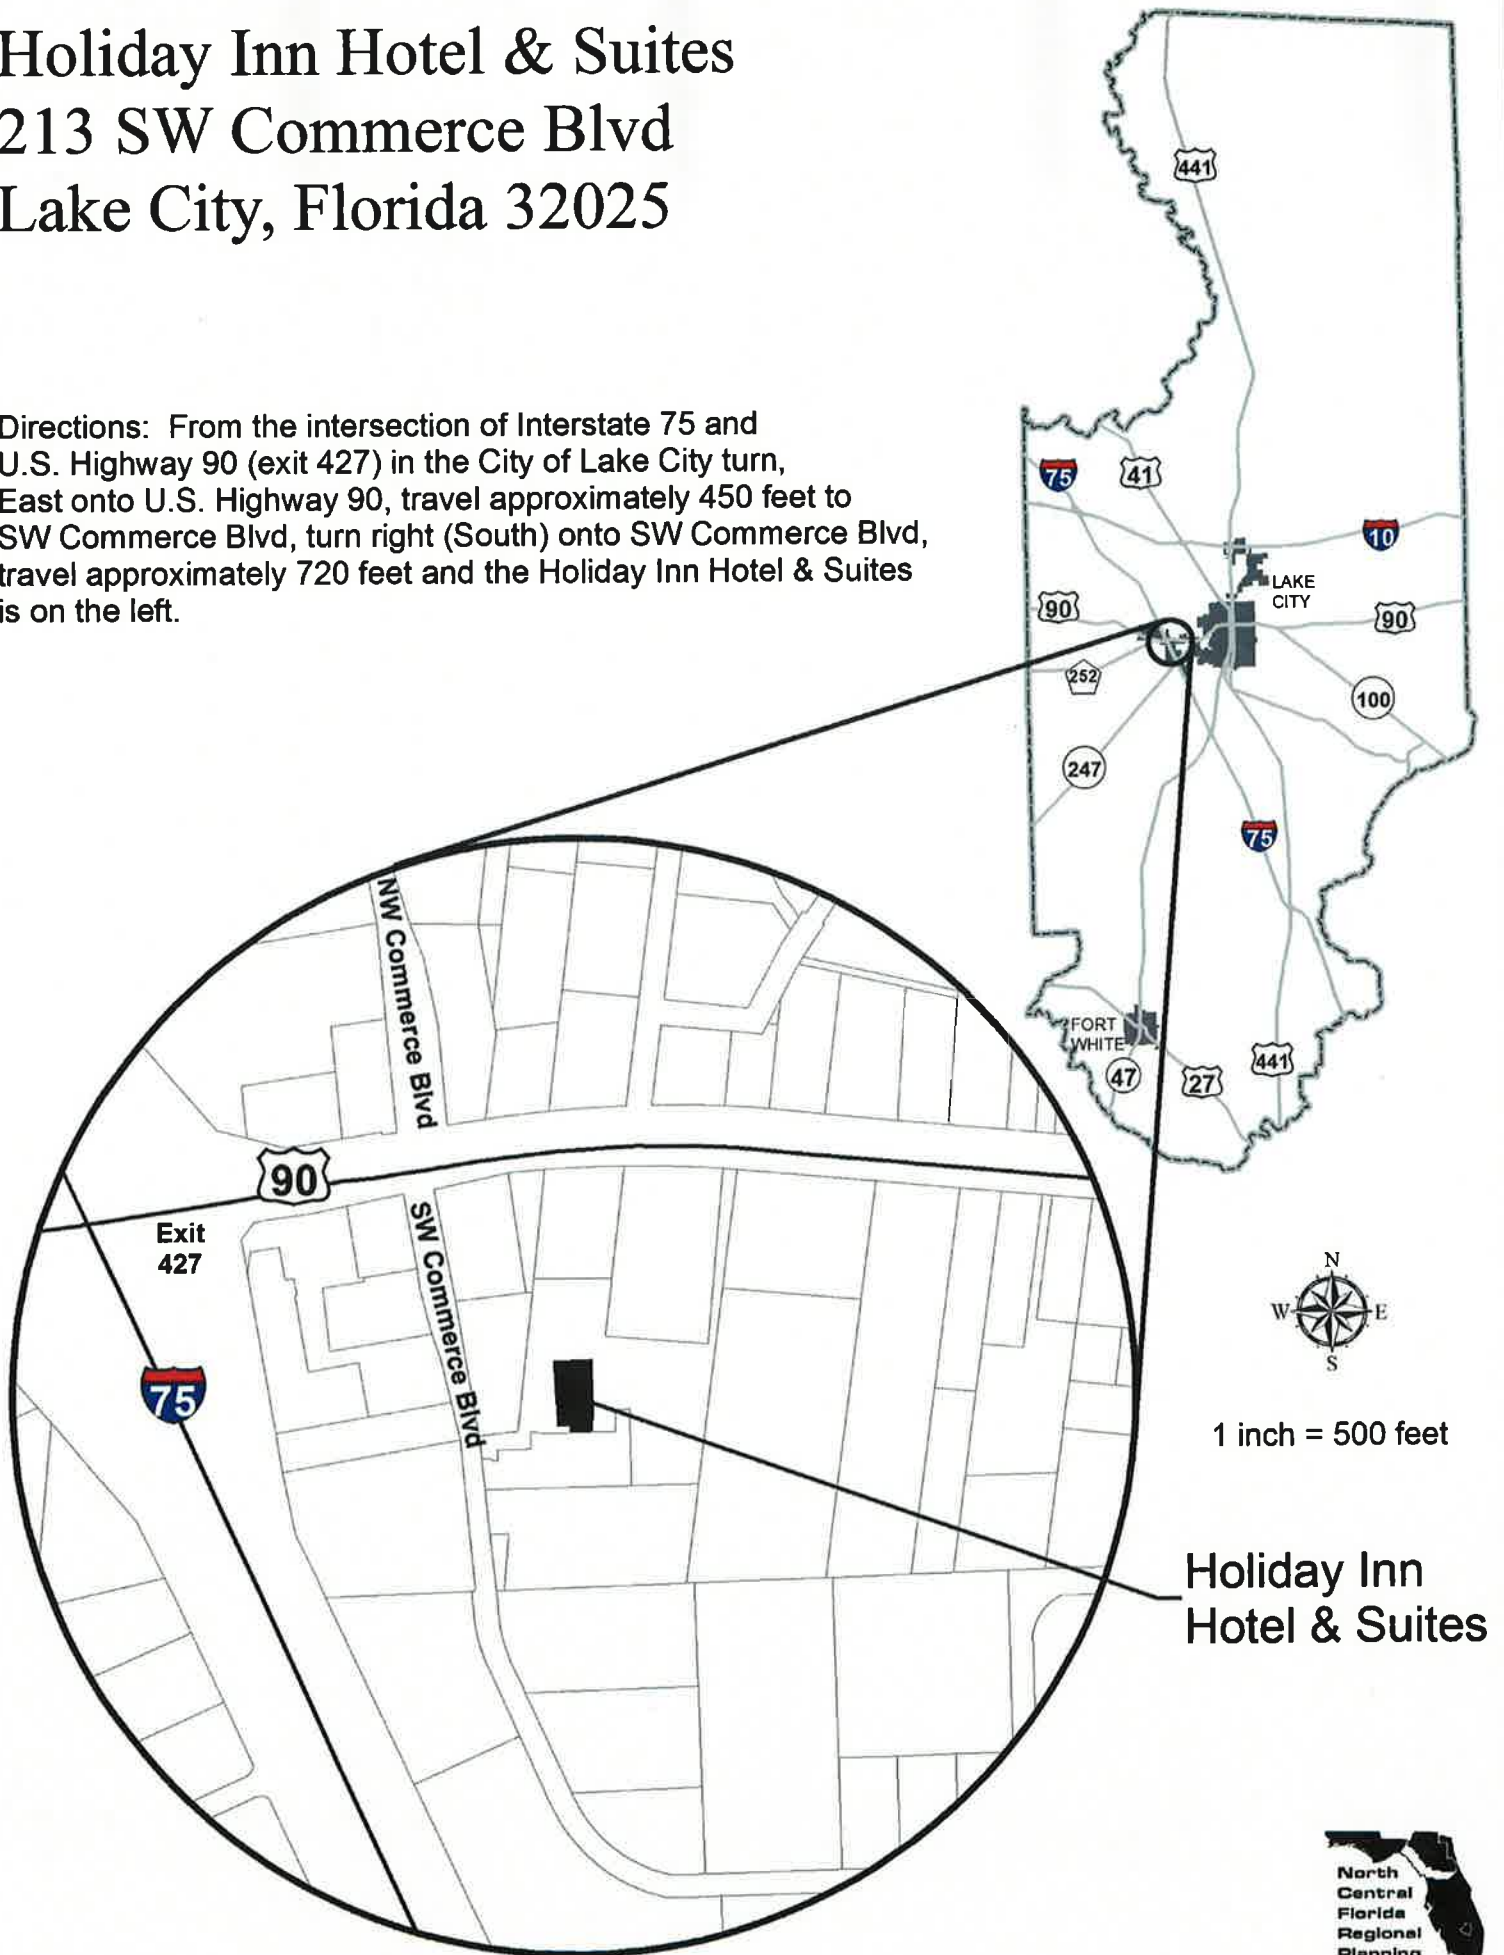 Holiday Inn Hotel & Suites
213 SW Commerce Blvd
Lake City, Florida 32025
Directions: From the intersection of Interstate 75 and
U.S. Highway 90 (exit 427) in the City of Lake City turn,
East onto U.S. Highway 90, travel approximately 450 feet to
SW Commerce Blvd, turn right (South) onto SW Commerce Blvd,
travel approximately 720 feet and the Holiday Inn Hotel & Suites
is on the left.
441
75
41
10
LAKE
CITY
90
90
252
100
247
75
FORT
WHITE
47
27
441
NW Commerce Blvd
90
Exit
427
SW Commerce Blvd
75
N
W
E
S
1 inch = 500 feet
Holiday Inn
Hotel & Suites
North
Central
Florida
Regional
Planning